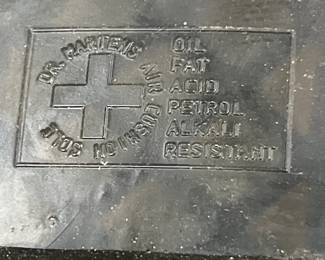 DR. MARTENS AIR CUSHION SOLE
OIL
FAT
ACID
PETROL
ALKALI
RESISTANT